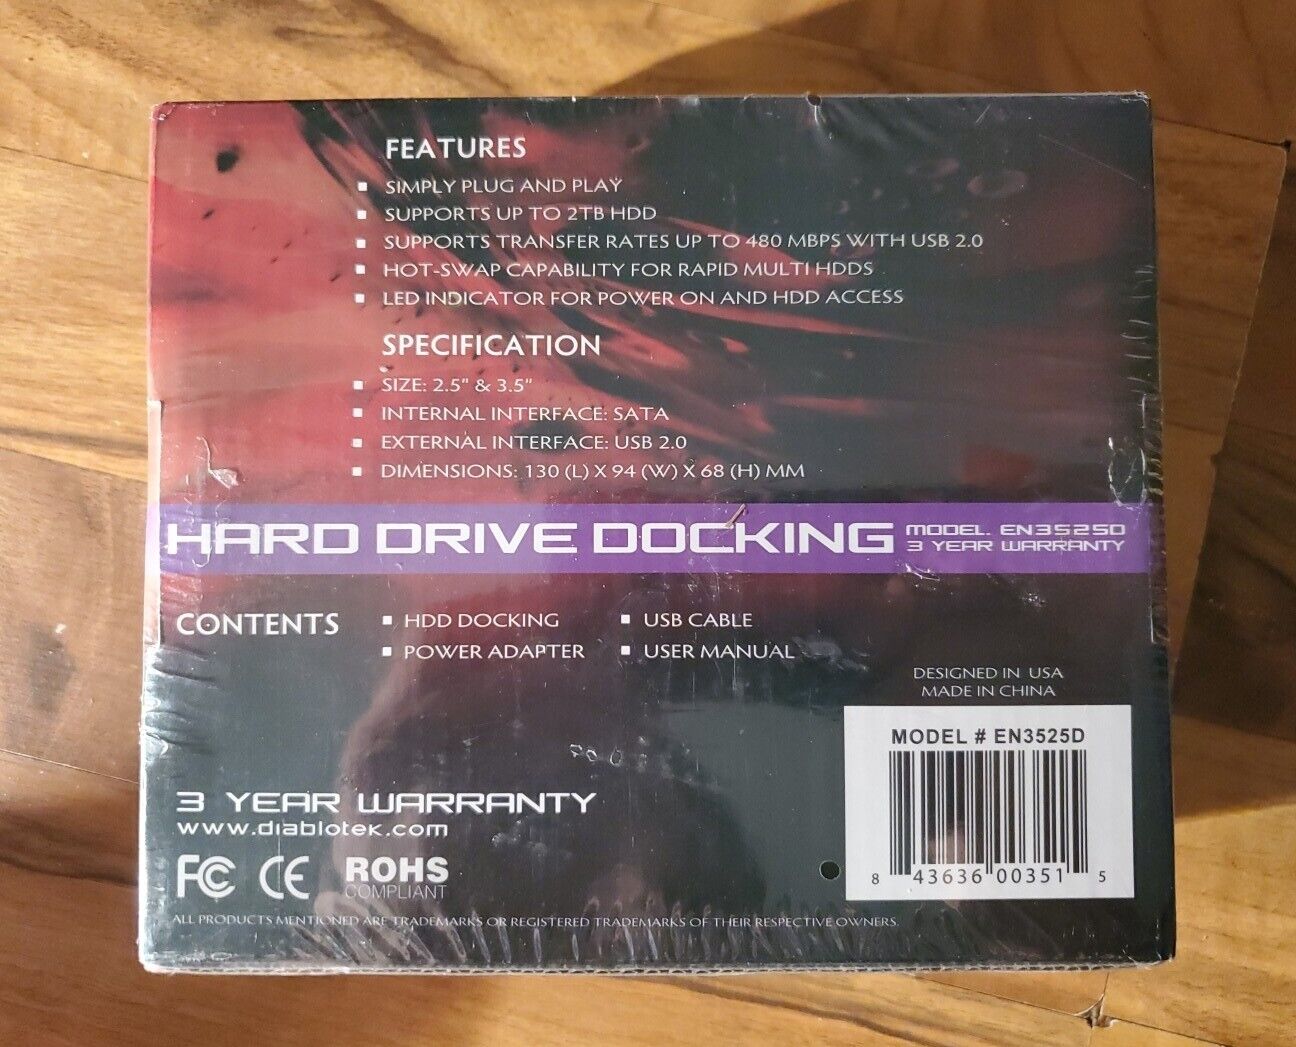 FEATURES
▪ SIMPLY PLUG AND PLAY
▪ SUPPORTS UP TO 2TB HDD
▪ SUPPORTS TRANSFER RATES UP TO 480 MBPS WITH USB 2.0
▪ HOT-SWAP CAPABILITY FOR RAPID MULTI HDDS
▪ LED INDICATOR FOR POWER ON AND HDD ACCESS
SPECIFICATION
▪ SIZE: 2.5" & 3.5"
▪ INTERNAL INTERFACE: SATA
▪ EXTERNAL INTERFACE: USB 2.0
▪ DIMENSIONS: 130 (L) X 94 (W) X 68 (H) MM
HARD DRIVE DOCKING
MODEL. EN3525D
3 YEAR WARRANTY
CONTENTS
▪ HDD DOCKING ▪ USB CABLE
▪ POWER ADAPTER ▪ USER MANUAL
DESIGNED IN USA
MADE IN CHINA
MODEL # EN3525D
8 43636 00351 5
3 YEAR WARRANTY
www.diablotek.com
FC CE ROHS
COMPLIANT
ALL PRODUCTS MENTIONED ARE TRADEMARKS OR REGISTERED TRADEMARKS OF THEIR RESPECTIVE OWNERS.